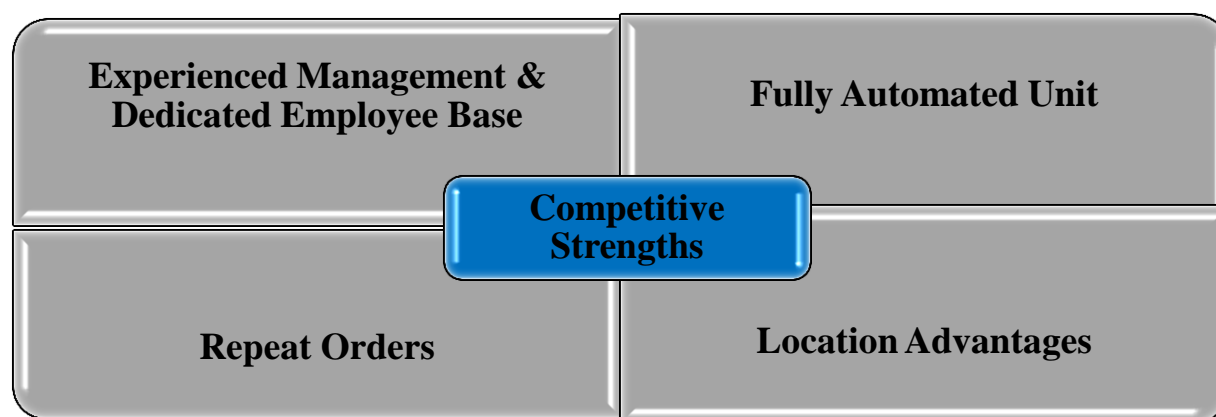 Experienced Management &
Dedicated Employee Base
Fully Automated Unit
Competitive
Strengths
Repeat Orders
Location Advantages